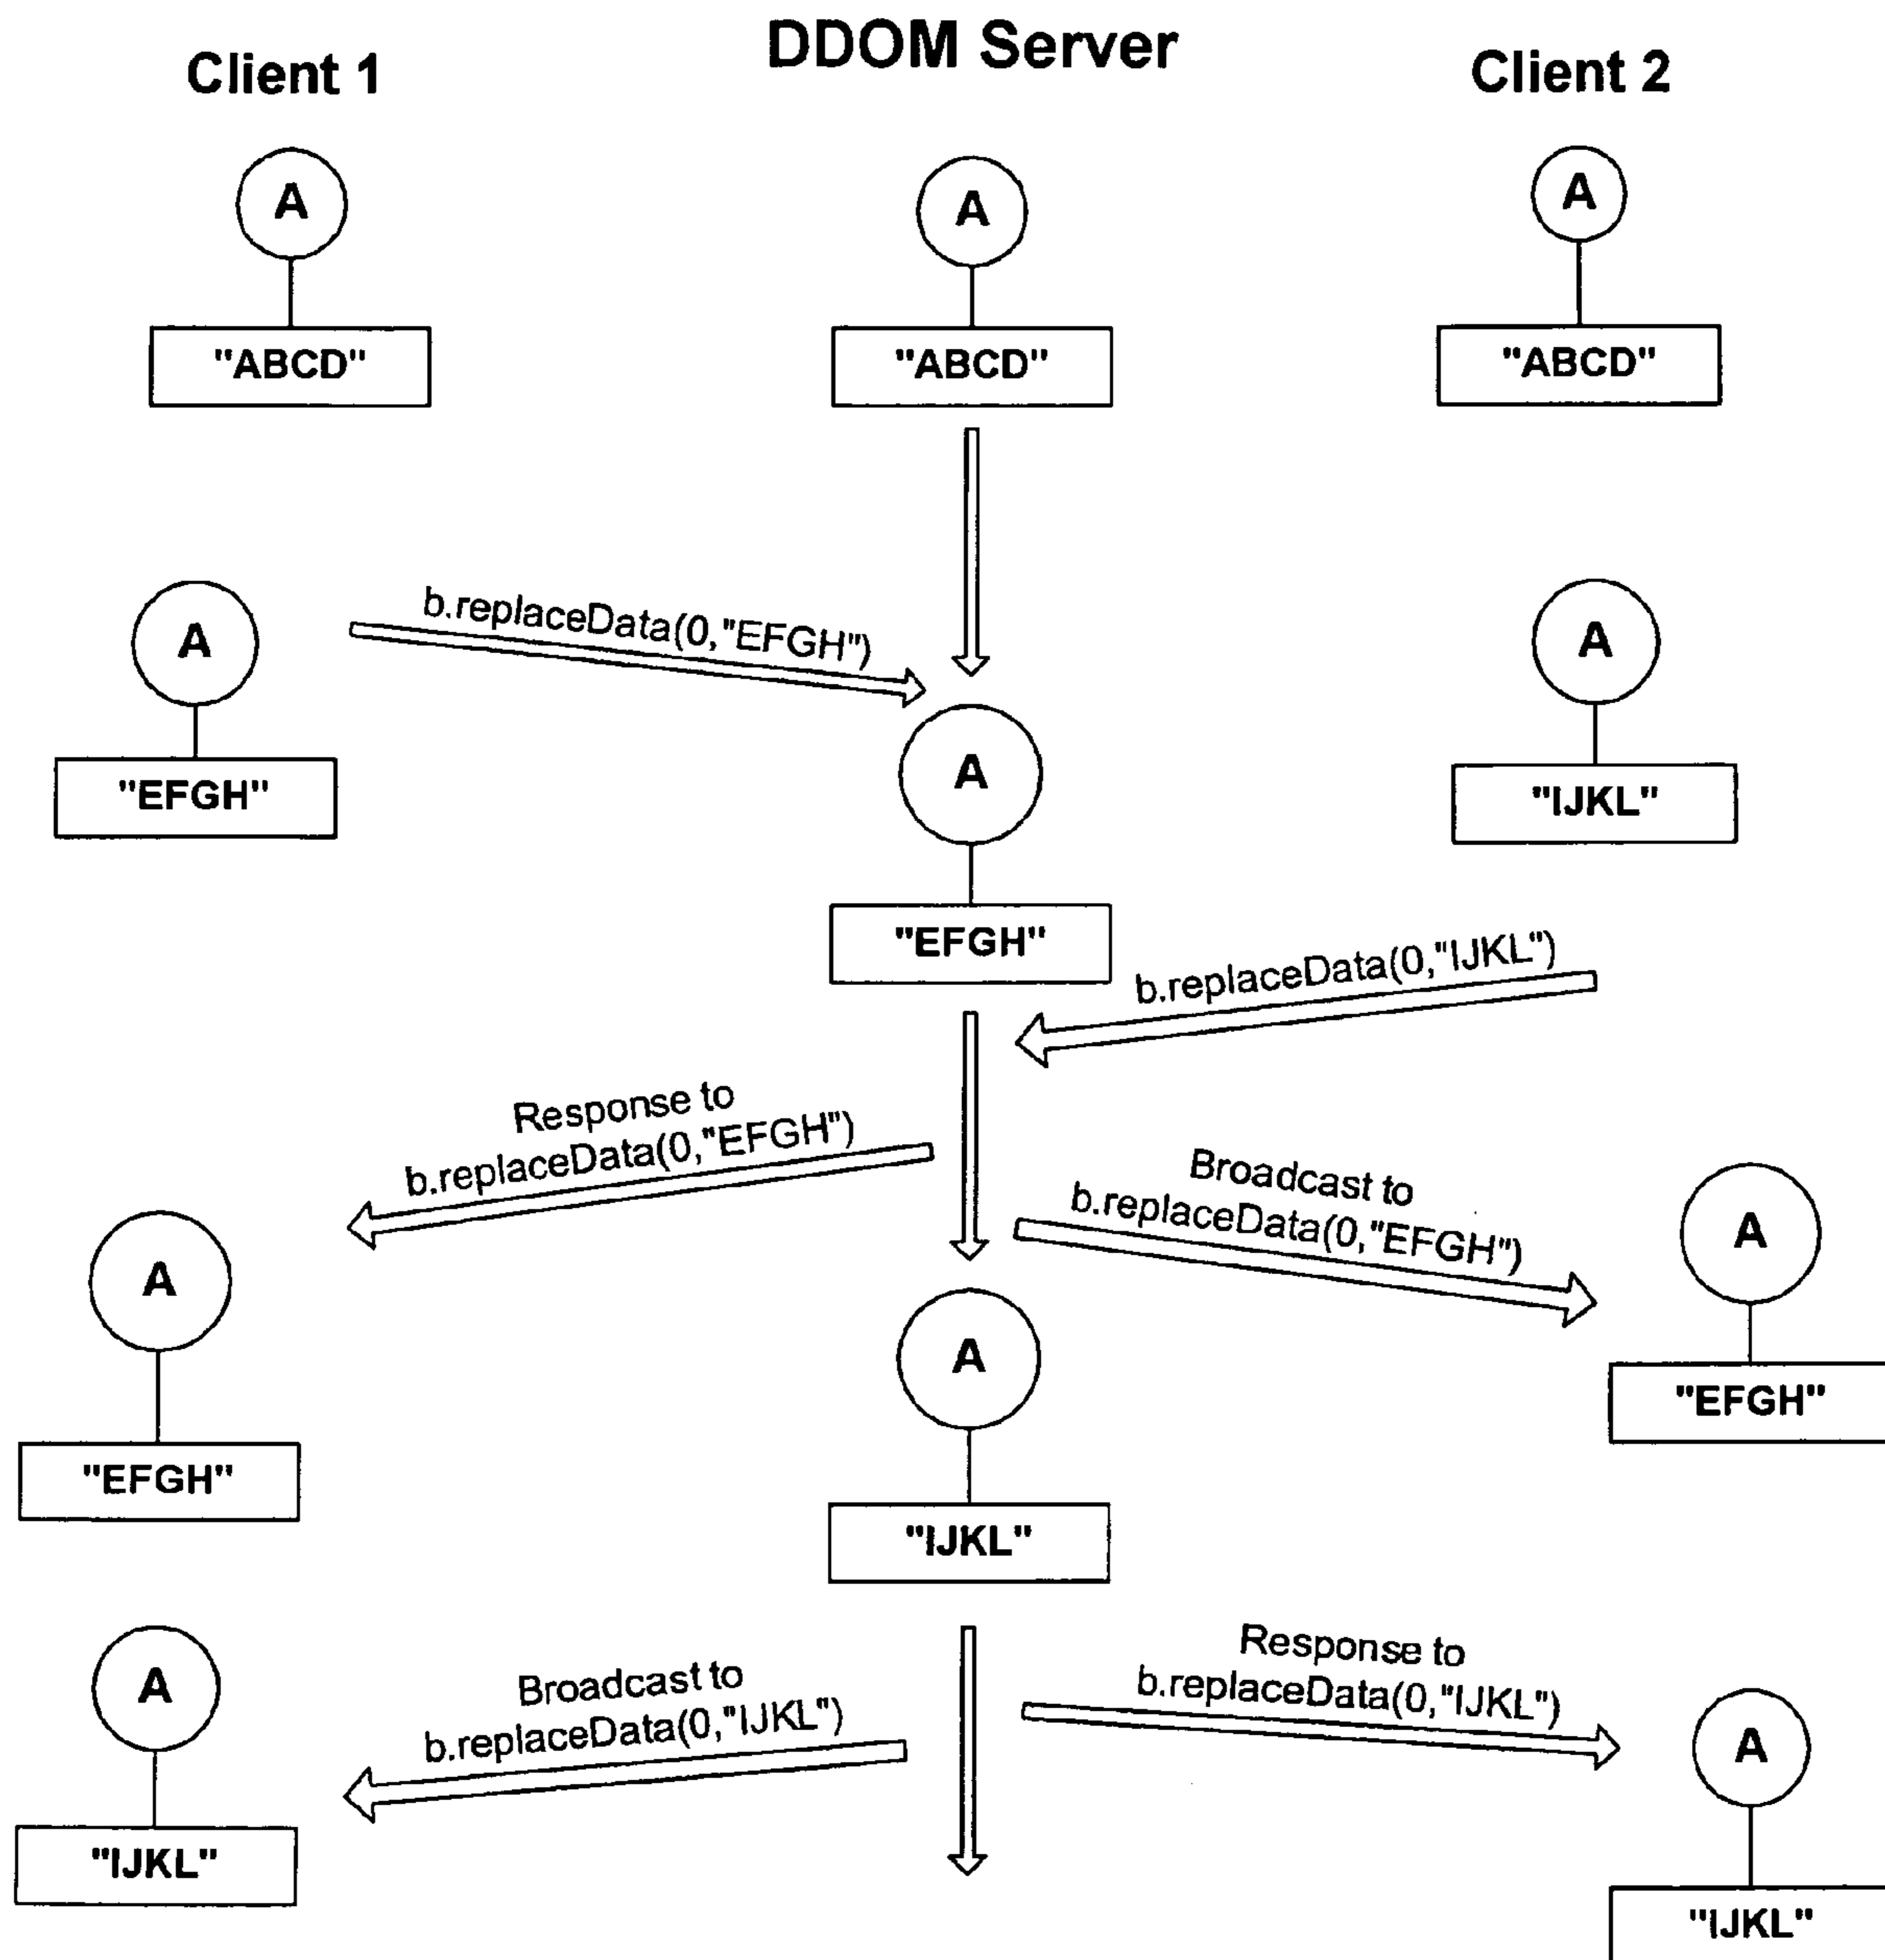 DDOM Server
Client 1
Client 2
A
A
A
"ABCD"
"ABCD"
"ABCD"
b.replaceData(0,"EFGH")
A
A
A
"EFGH"
"IJKL"
"EFGH"
b.replaceData(0,"IJKL")
Response to
b.replaceData(0,"EFGH")
Broadcast to
b.replaceData(0,"EFGH")
A
A
A
"EFGH"
"EFGH"
"IJKL"
Broadcast to
b.replaceData(0,"IJKL")
Response to
b.replaceData(0,"IJKL")
A
A
"IJKL"
"IJKL"